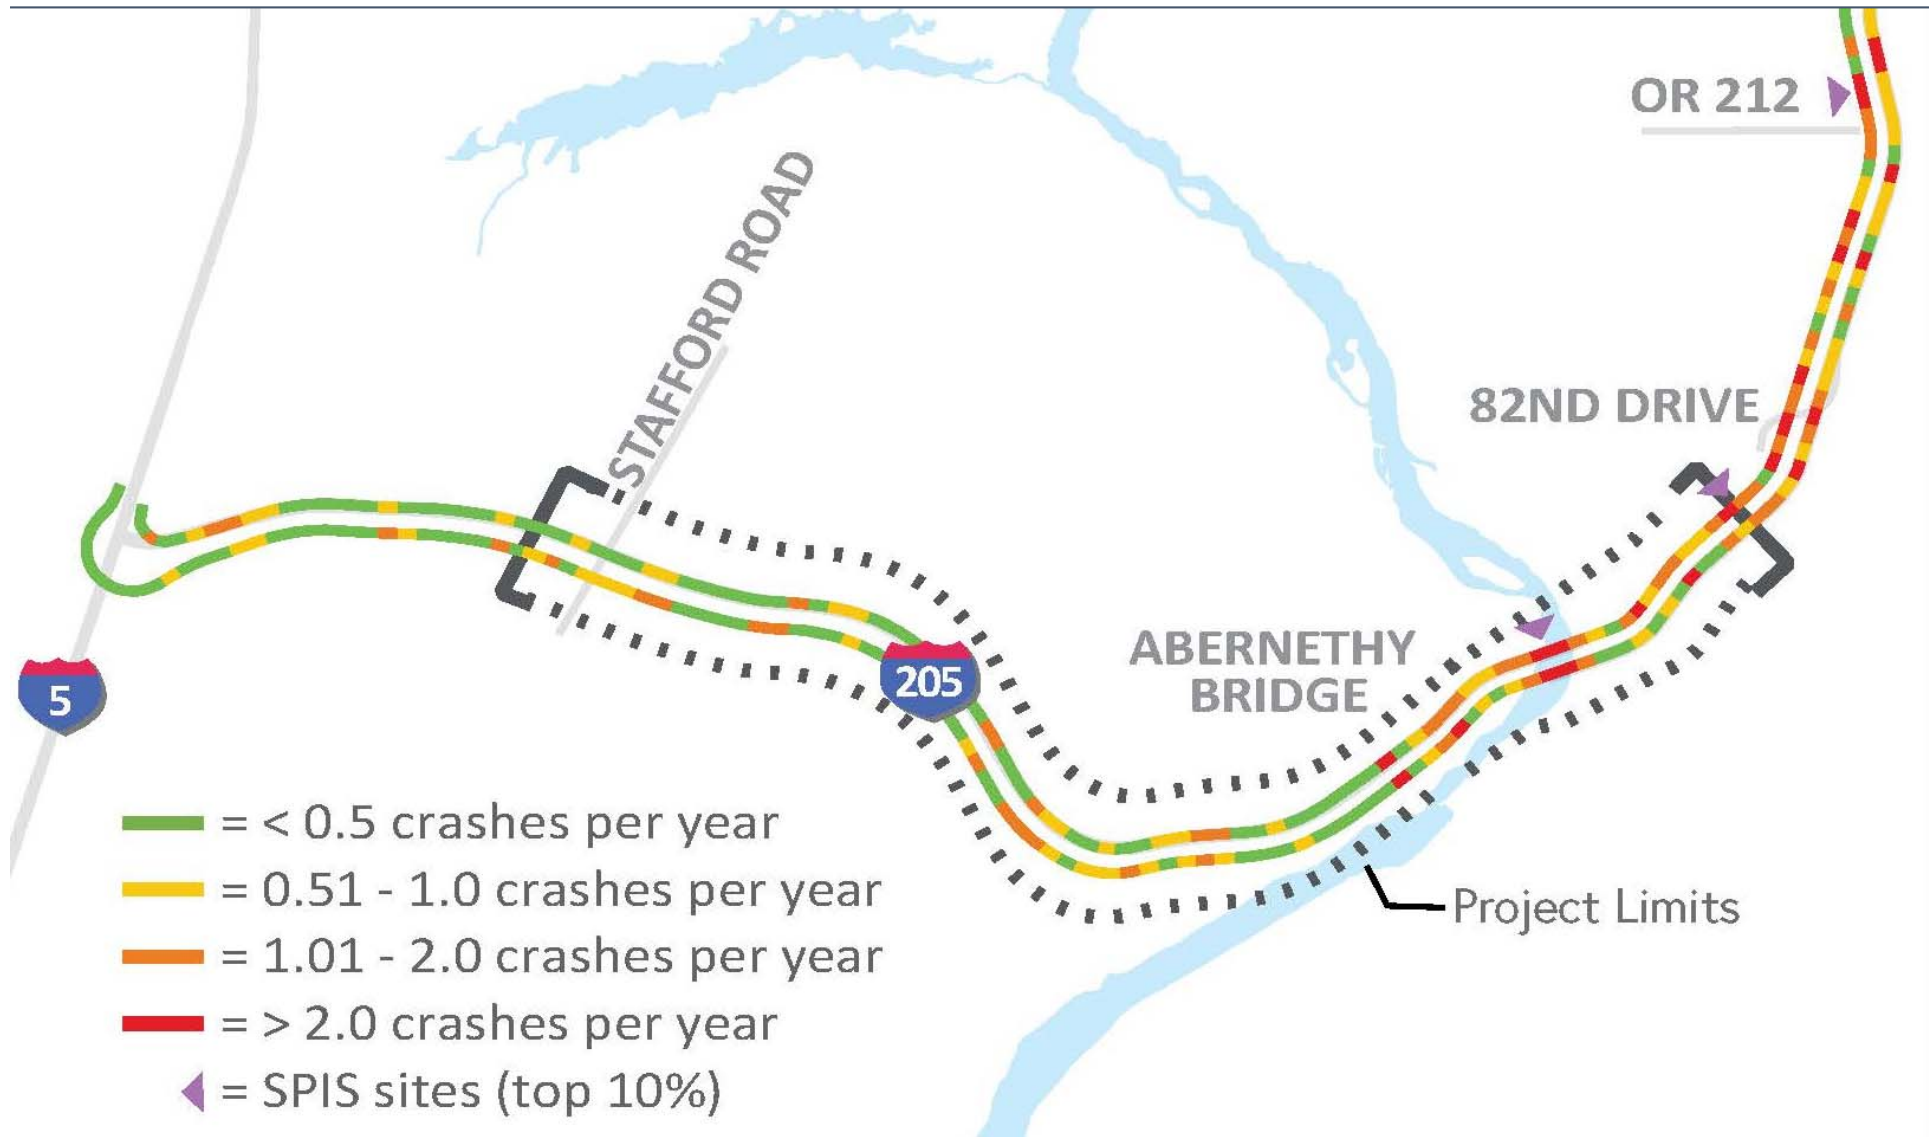 OR 212
STAFFORD ROAD
82ND DRIVE
ABERNETHY
BRIDGE
205
5
= < 0.5 crashes per year
= 0.51 - 1.0 crashes per year
= 1.01 - 2.0 crashes per year
= > 2.0 crashes per year
= SPIS sites (top 10%)
Project Limits